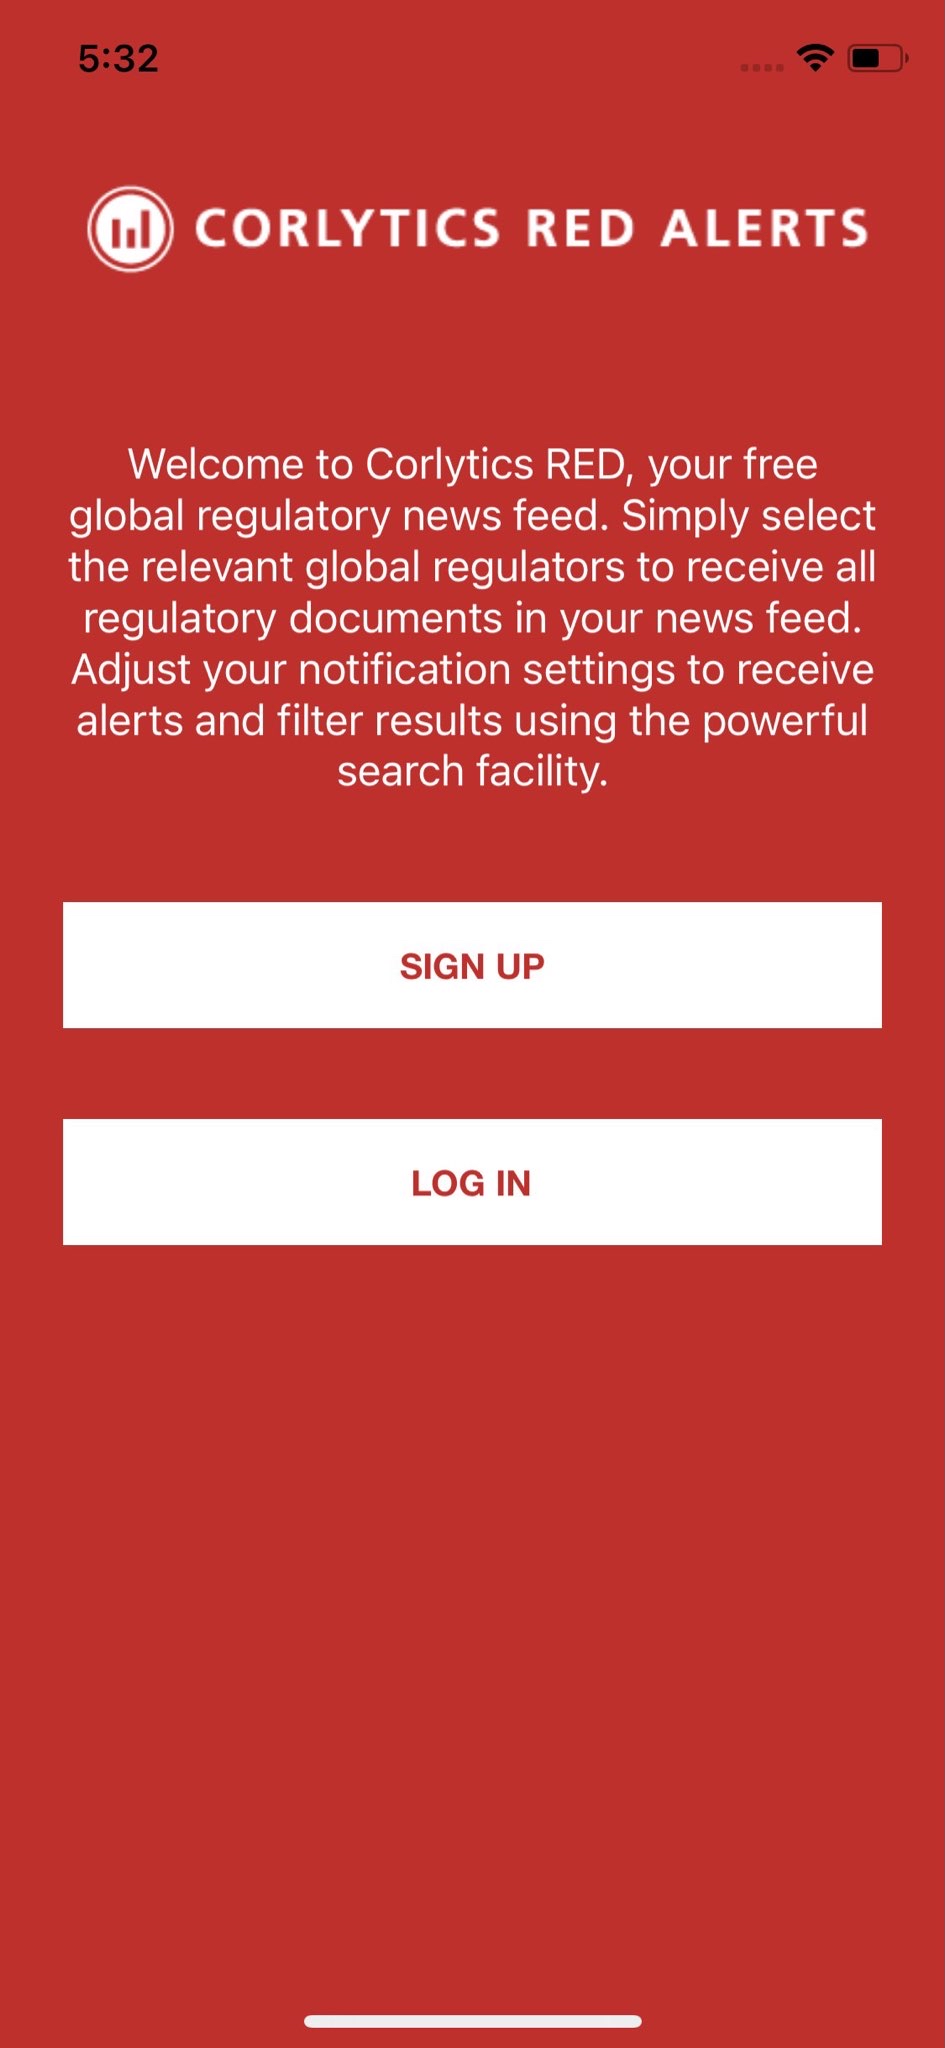 5:32
CORLYTICS RED ALERTS
Welcome to Corlytics RED, your free
global regulatory news feed. Simply select
the relevant global regulators to receive all
regulatory documents in your news feed.
Adjust your notification settings to receive
alerts and filter results using the powerful
search facility.
SIGN UP
LOG IN